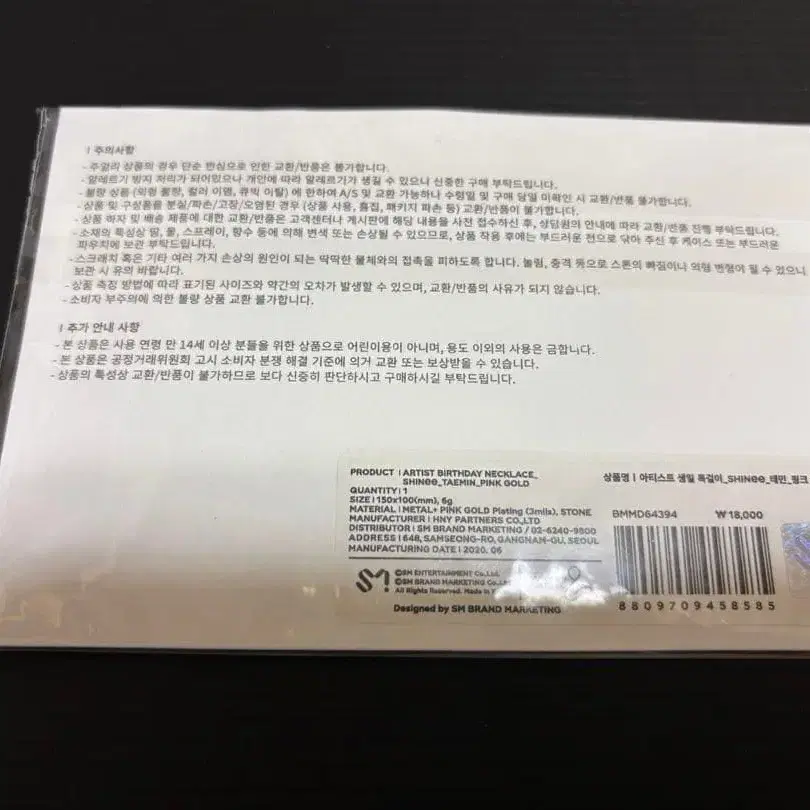 | 주의사항
- 주얼리 상품의 경우 단순 변심으로 인한 교환/반품은 불가합니다.
- 알레르기 방지 처리가 되어있으나 개인에 따라 알레르기가 생길 수 있으니 신중한 구매 부탁드립니다.
- 불량 상품 (외형 불량, 컬러 이염, 큐빅 이탈) 에 한하여 A/S 및 교환 가능하나 수령일 및 구매 당일 미확인 시 교환/반품 불가합니다.
- 상품 및 구성품을 분실/파손/고장/오염된 경우 (상품 사용, 흠집, 패키지 파손 등) 교환/반품이 불가합니다.
- 상품 하자 및 배송 제품에 대한 교환/반품은 고객센터나 게시판에 해당 내용을 사전 접수하신 후, 상담원의 안내에 따라 교환/반품 진행 부탁드립니다.
- 소재의 특성상 땀, 물, 스프레이, 향수 등에 의해 변색 또는 손상될 수 있으므로, 상품 착용 후에는 부드러운 천으로 닦아 주신 후 케이스 또는 부드러운
파우치에 보관 부탁드립니다.
- 스크래치 혹은 기타 여러 가지 손상의 원인이 되는 딱딱한 물체와의 접촉을 피하도록 합니다. 눌림, 충격 등으로 스톤의 빠짐이나 외형 변형이 될 수 있으니
보관 시 유의 바랍니다.
- 상품 측정 방법에 따라 표기된 사이즈와 약간의 오차가 발생할 수 있으며, 교환/반품의 사유가 되지 않습니다.
- 소비자 부주의에 의한 불량 상품 교환 불가합니다.
| 추가 안내 사항
- 본 상품은 사용 연령 만 14세 이상 분들을 위한 상품으로 어린이용이 아니며, 용도 이외의 사용은 금합니다.
- 본 상품은 공정거래위원회 고시 소비자 분쟁 해결 기준에 의거 교환 또는 보상받을 수 있습니다.
- 상품의 특성상 교환/반품이 불가하므로 보다 신중히 판단하시고 구매하시길 부탁드립니다.
PRODUCT | ARTIST BIRTHDAY NECKLACE_
SHINee_TAEMIN_PINK GOLD
상품명 | 아티스트 생일 목걸이_SHINee_태민_핑크
QUANTITY | 1
SIZE | 150x100(mm), 6g
MATERIAL | METAL+ PINK GOLD Plating (3mils), STONE
MANUFACTURER | HNY PARTNERS CO.,LTD
DISTRIBUTOR | SM BRAND MARKETING / 02-6240-9800
ADDRESS | 648, SAMSEONG-RO, GANGNAM-GU, SEOUL
MANUFACTURING DATE | 2020. 06
BMMD64394 ₩18,000
8809709458585
SM
©SM ENTERTAINMENT Co.,Ltd.
©SM BRAND MARKETING Co.,
All Rights Reserved. Made in
Designed by SM BRAND MARKETING